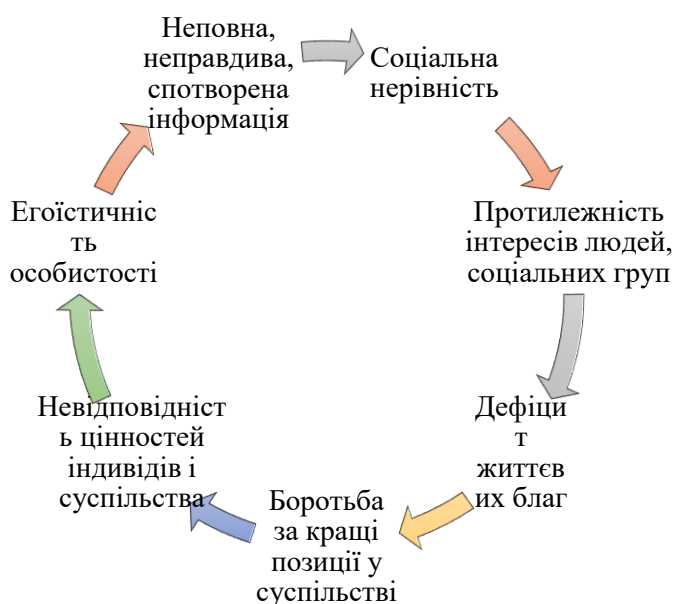 Неповна,
неправдива,
спотворена
інформація
Соціальна
нерівність
Протилежність
інтересів людей,
соціальних груп
Дефіци
т
життєв
их благ
Боротьба
за кращі
позиції у
суспільстві
Невідповідніст
ь цінностей
індивідів і
суспільства
Егоїстичніс
ть
особистості